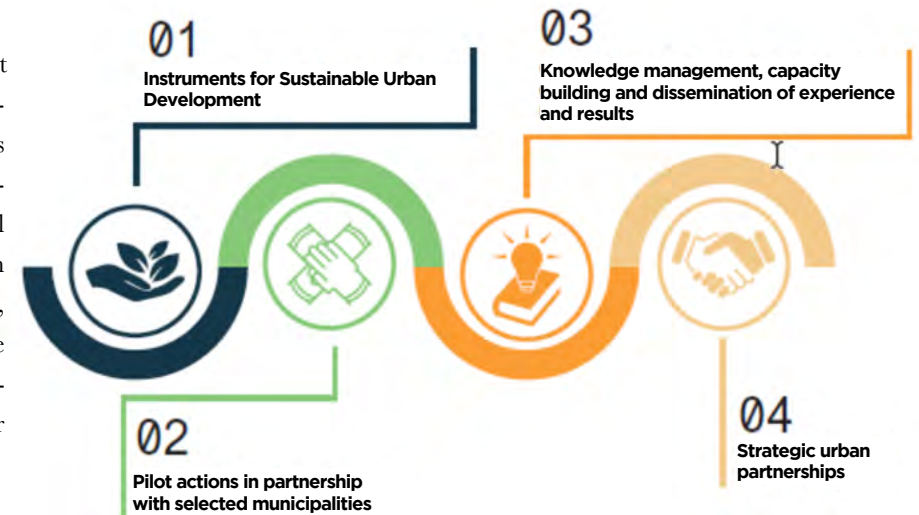 01
Instruments for Sustainable Urban
Development
02
Pilot actions in partnership
with selected municipalities
03
Knowledge management, capacity
building and dissemination of experience
and results
04
Strategic urban
partnerships